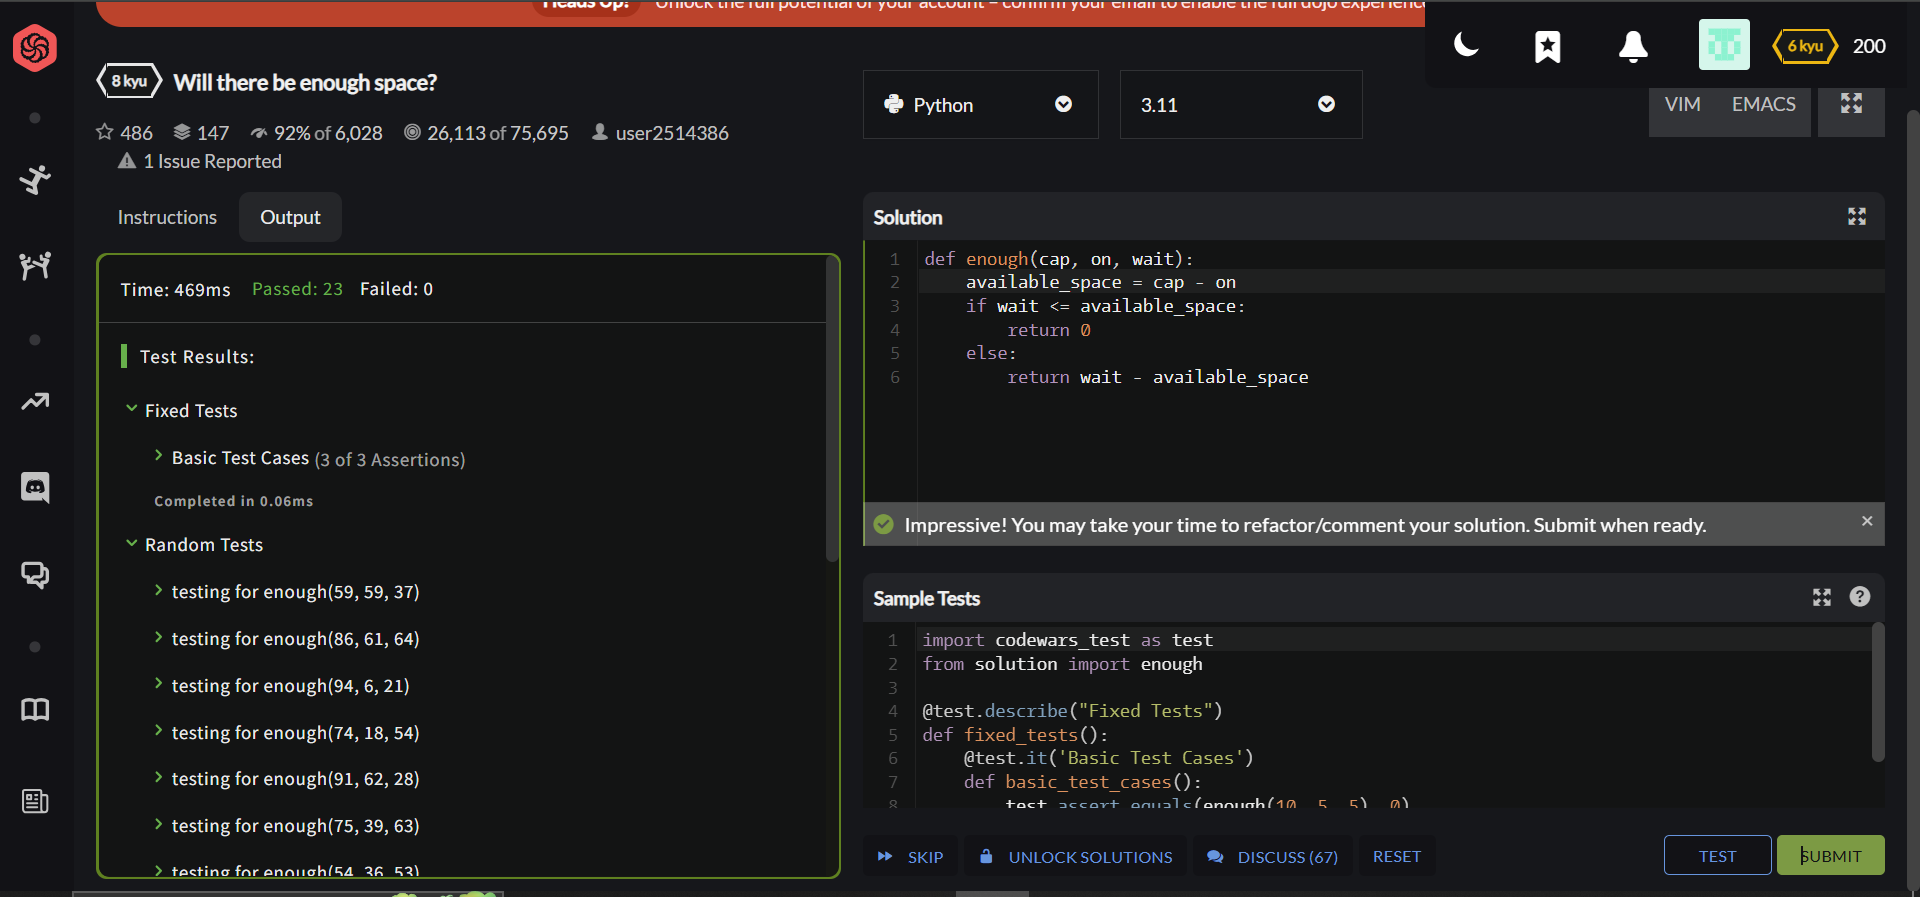 Heads Up! Unlock the full potential of your account – confirm your email to enable the full dojo experience
6 kyu 200
8 kyu Will there be enough space?
486 147 92% of 6,028 26,113 of 75,695 user2514386
1 Issue Reported
Python
3.11
VIM EMACS
Instructions Output
Time: 469ms Passed: 23 Failed: 0
Test Results:
Fixed Tests
Basic Test Cases (3 of 3 Assertions)
Completed in 0.06ms
Random Tests
testing for enough(59, 59, 37)
testing for enough(86, 61, 64)
testing for enough(94, 6, 21)
testing for enough(74, 18, 54)
testing for enough(91, 62, 28)
testing for enough(75, 39, 63)
testing for enough(54, 36, 53)
Solution
1 def enough(cap, on, wait):
2 available_space = cap - on
3 if wait <= available_space:
4 return 0
5 else:
6 return wait - available_space
Impressive! You may take your time to refactor/comment your solution. Submit when ready.
Sample Tests
1 import codewars_test as test
2 from solution import enough
3
4 @test.describe("Fixed Tests")
5 def fixed_tests():
6 @test.it('Basic Test Cases')
7 def basic_test_cases():
8 test.assert_equals(enough(10, 5, 5), 0)
SKIP UNLOCK SOLUTIONS DISCUSS (67) RESET TEST SUBMIT